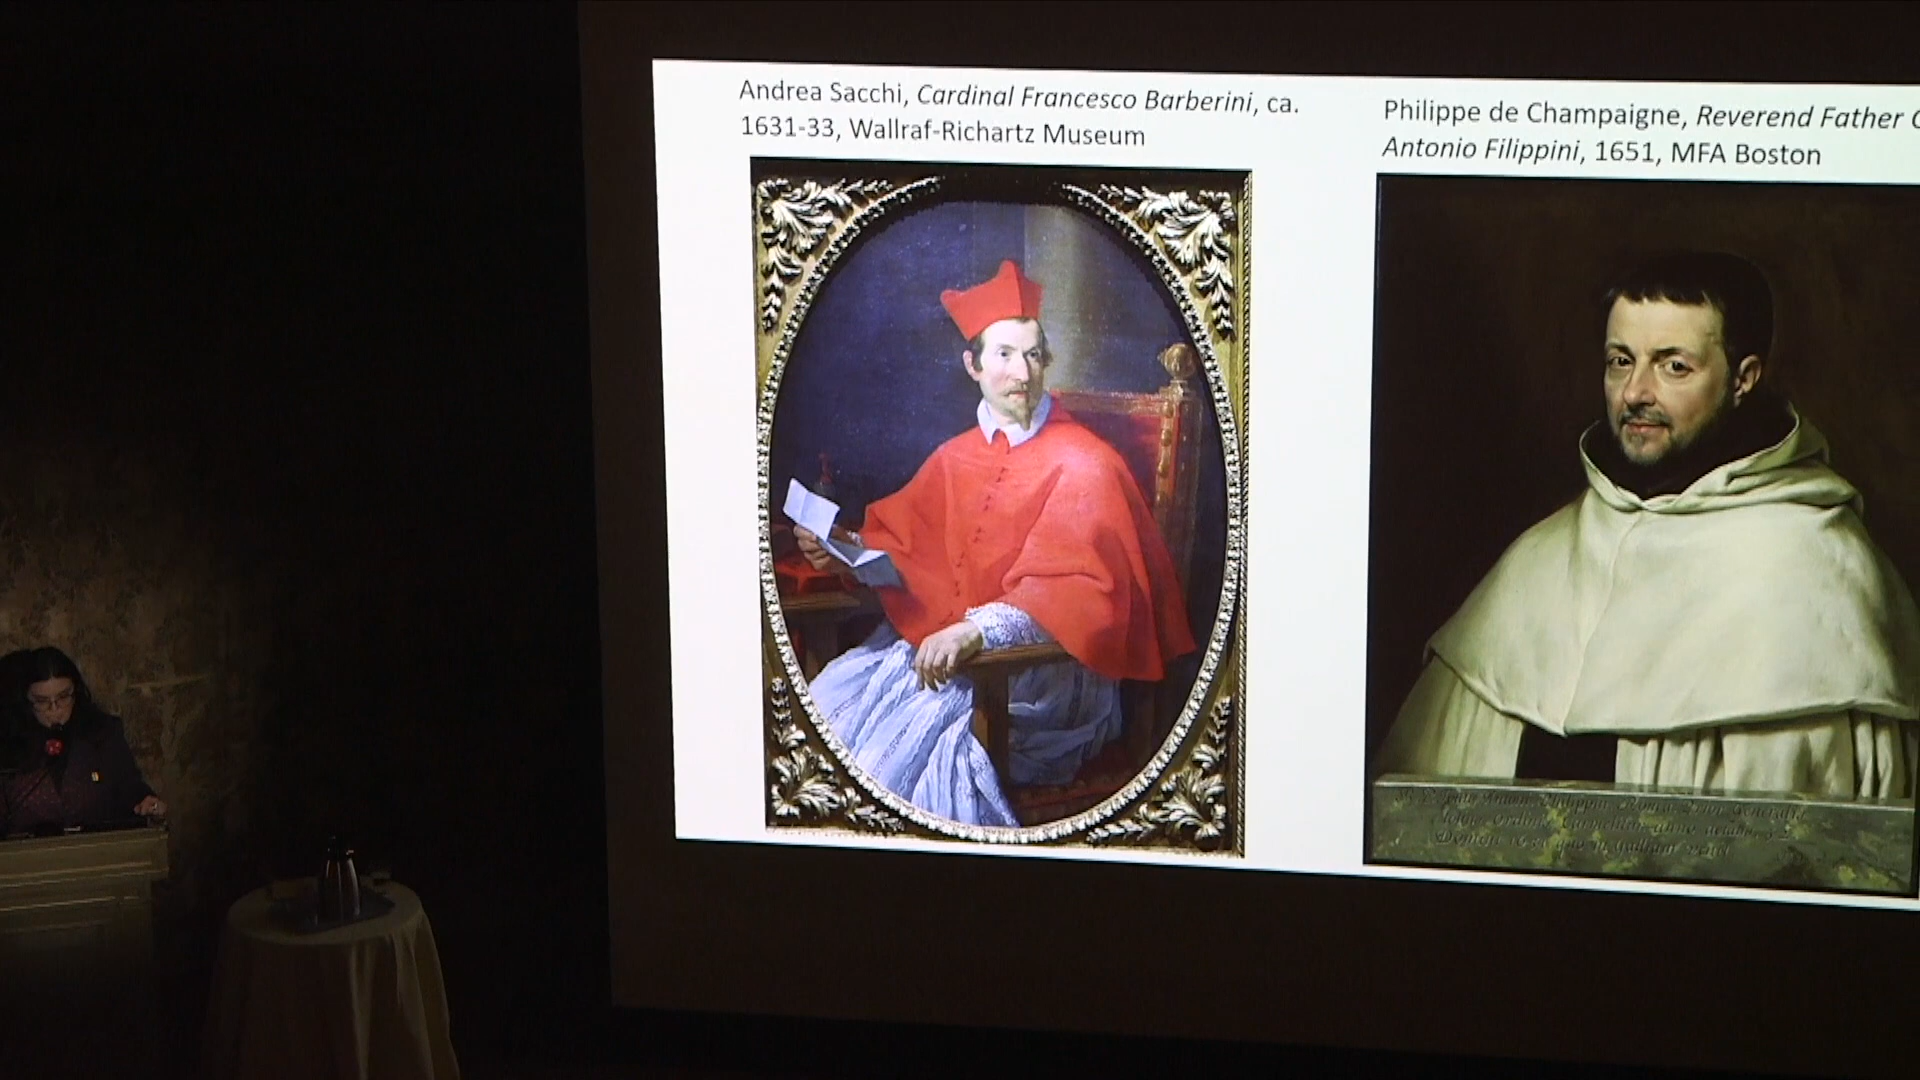 Andrea Sacchi, Cardinal Francesco Barberini, ca.
1631-33, Wallraf-Richartz Museum
Philippe de Champaigne, Reverend Father
Antonio Filippini, 1651, MFA Boston